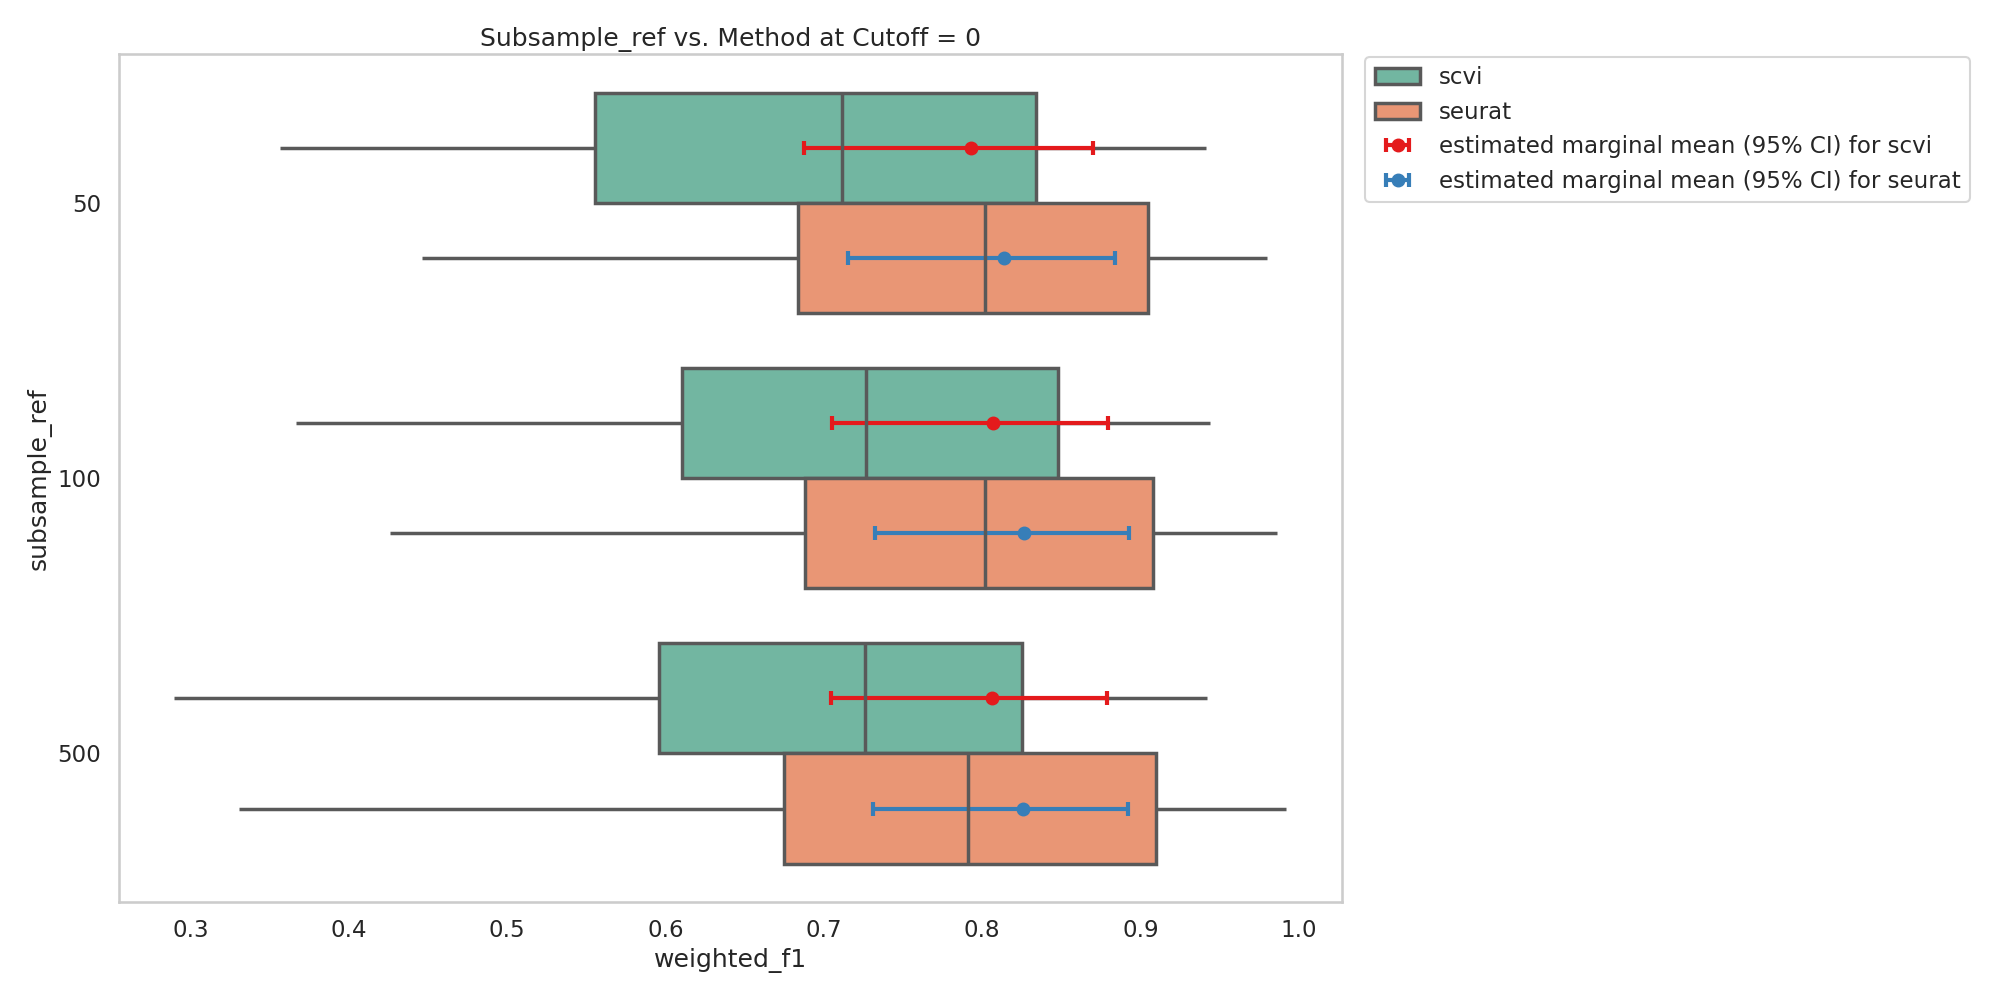 Subsample_ref vs. Method at Cutoff = 0
scvi
seurat
estimated marginal mean (95% CI) for scvi
estimated marginal mean (95% CI) for seurat
subsample_ref
50
100
500
0.3 0.4 0.5 0.6 0.7 0.8 0.9 1.0
weighted_f1